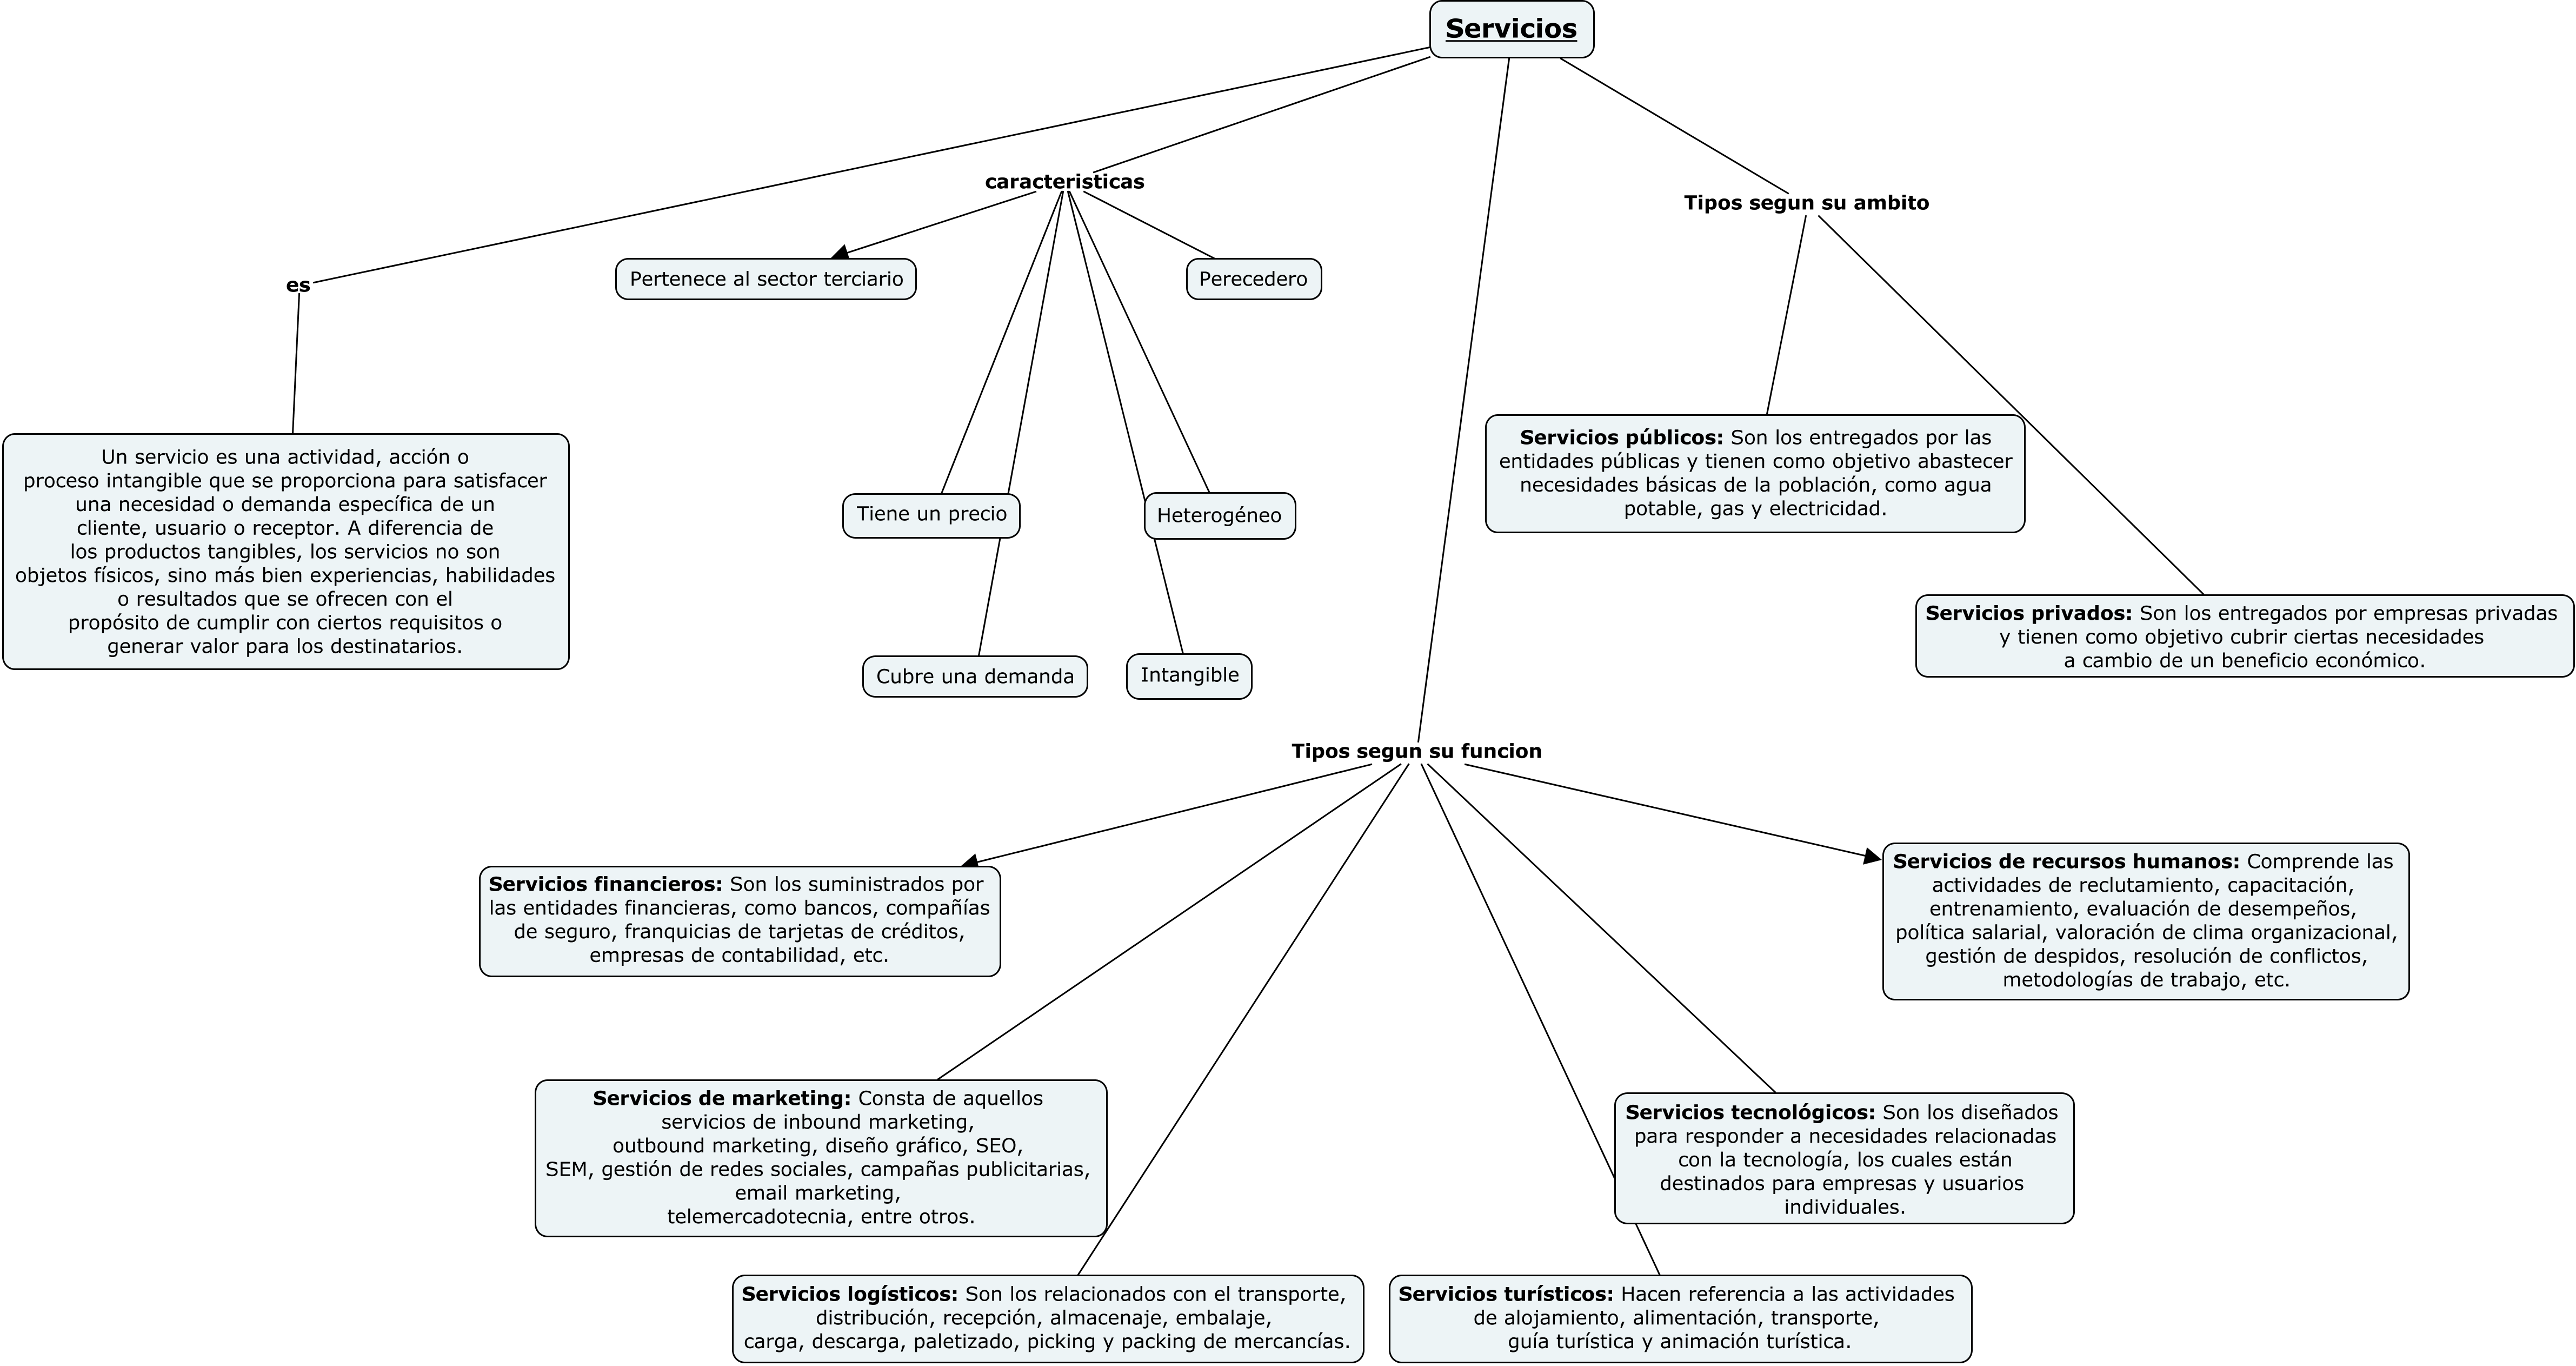 Servicios
caracteristicas
Tipos segun su ambito
es
Pertenece al sector terciario
Perecedero
Un servicio es una actividad, acción o
proceso intangible que se proporciona para satisfacer
una necesidad o demanda específica de un
cliente, usuario o receptor. A diferencia de
los productos tangibles, los servicios no son
objetos físicos, sino más bien experiencias, habilidades
o resultados que se ofrecen con el
propósito de cumplir con ciertos requisitos o
generar valor para los destinatarios.
Tiene un precio
Heterogéneo
Cubre una demanda
Intangible
Servicios públicos: Son los entregados por las
entidades públicas y tienen como objetivo abastecer
necesidades básicas de la población, como agua
potable, gas y electricidad.
Servicios privados: Son los entregados por empresas privadas
y tienen como objetivo cubrir ciertas necesidades
a cambio de un beneficio económico.
Tipos segun su funcion
Servicios financieros: Son los suministrados por
las entidades financieras, como bancos, compañías
de seguro, franquicias de tarjetas de créditos,
empresas de contabilidad, etc.
Servicios de recursos humanos: Comprende las
actividades de reclutamiento, capacitación,
entrenamiento, evaluación de desempeños,
política salarial, valoración de clima organizacional,
gestión de despidos, resolución de conflictos,
metodologías de trabajo, etc.
Servicios de marketing: Consta de aquellos
servicios de inbound marketing,
outbound marketing, diseño gráfico, SEO,
SEM, gestión de redes sociales, campañas publicitarias,
email marketing,
telemercadotecnia, entre otros.
Servicios tecnológicos: Son los diseñados
para responder a necesidades relacionadas
con la tecnología, los cuales están
destinados para empresas y usuarios
individuales.
Servicios logísticos: Son los relacionados con el transporte,
distribución, recepción, almacenaje, embalaje,
carga, descarga, paletizado, picking y packing de mercancías.
Servicios turísticos: Hacen referencia a las actividades
de alojamiento, alimentación, transporte,
guía turística y animación turística.